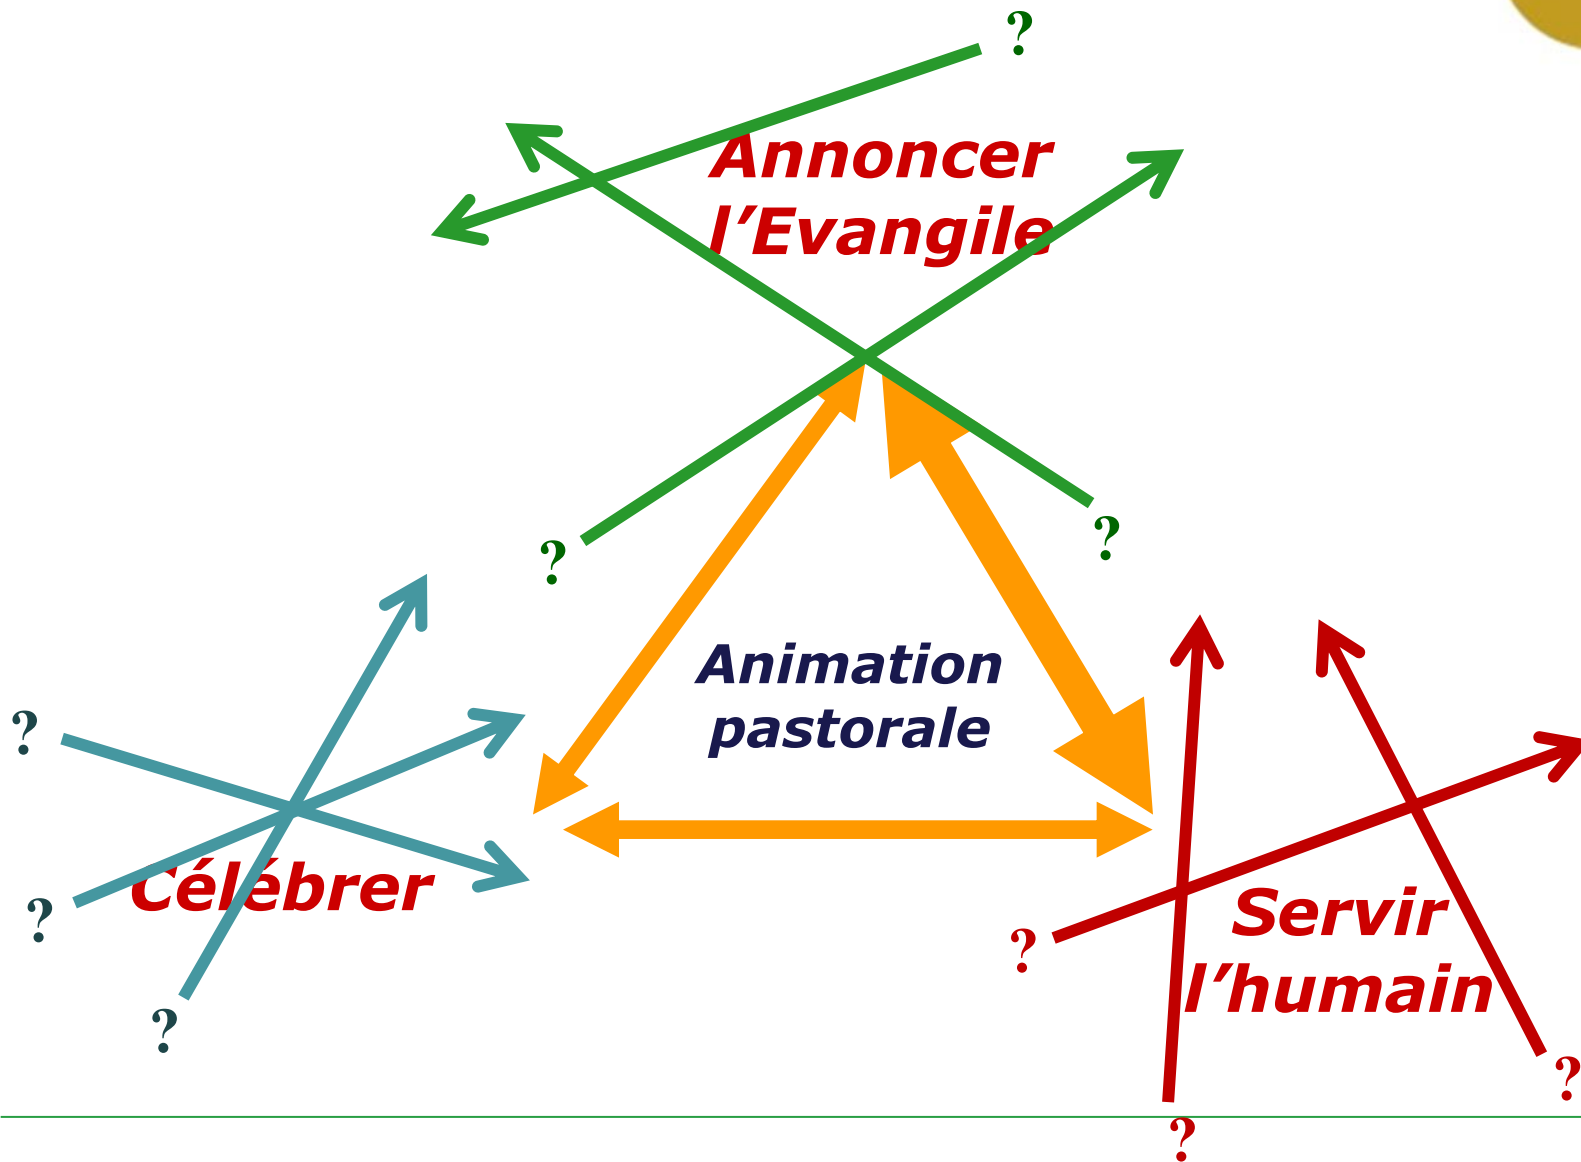 ?
Annoncer
l’Evangile
?
?
Animation
pastorale
?
Célébrer
?
Servir
?
l’humain
?
?
?